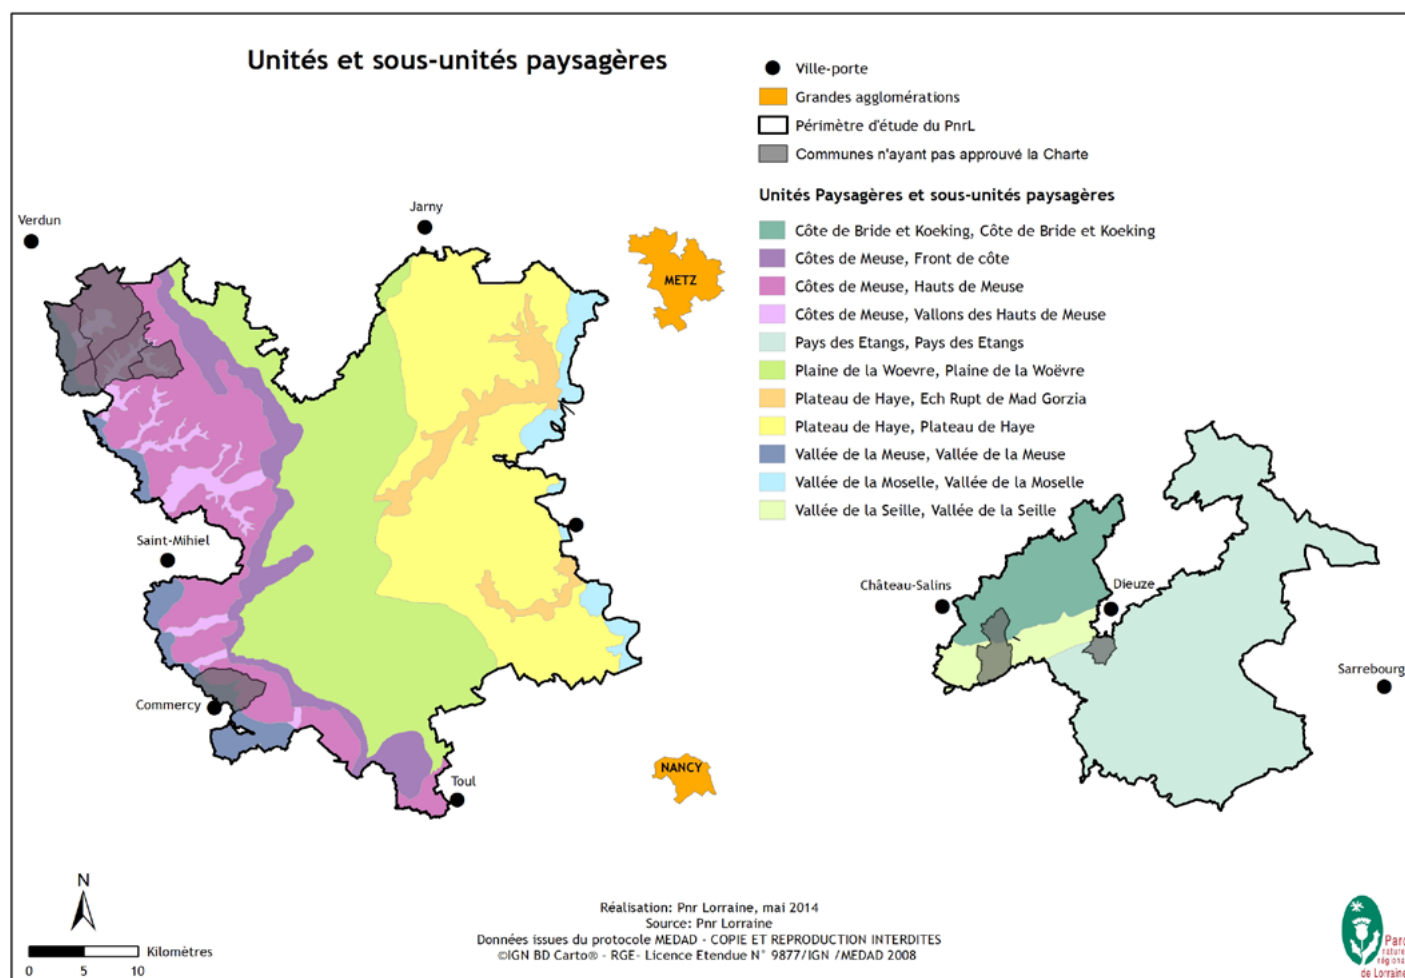 Unités et sous-unités paysagères
Ville-porte
Grandes agglomérations
Périmètre d'étude du PnrL
Communes n'ayant pas approuvé la Charte
Unités Paysagères et sous-unités paysagères
Côte de Bride et Koeking, Côte de Bride et Koeking
Côtes de Meuse, Front de côte
Côtes de Meuse, Hauts de Meuse
Côtes de Meuse, Vallons des Hauts de Meuse
Pays des Etangs, Pays des Etangs
Plaine de la Woevre, Plaine de la Woëvre
Plateau de Haye, Ech Rupt de Mad Gorzia
Plateau de Haye, Plateau de Haye
Vallée de la Meuse, Vallée de la Meuse
Vallée de la Moselle, Vallée de la Moselle
Vallée de la Seille, Vallée de la Seille
Verdun
Jarny
METZ
Saint-Mihiel
Commercy
Toul
NANCY
Château-Salins
Dieuze
Sarrebourg
N
Kilomètres
0 5 10
Réalisation: Pnr Lorraine, mai 2014
Source: Pnr Lorraine
Données issues du protocole MEDAD - COPIE ET REPRODUCTION INTERDITES
©IGN BD Carto® - RGE- Licence Etendue N° 9877/IGN /MEDAD 2008
Parc
naturel
régional
de Lorraine